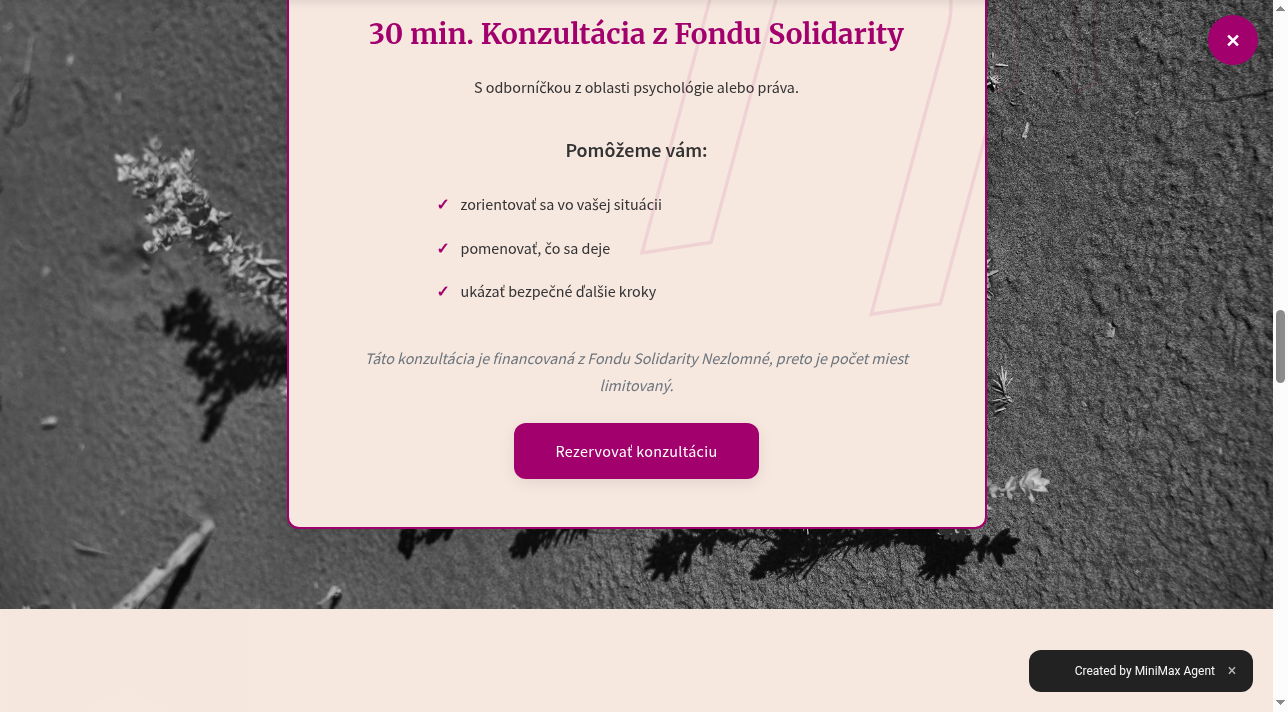 30 min. Konzultácia z Fondu Solidarity
S odborníčkou z oblasti psychológie alebo práva.
Pomôžeme vám:
✓ zorientovať sa vo vašej situácii
✓ pomenovať, čo sa deje
✓ ukázať bezpečné ďalšie kroky
Táto konzultácia je financovaná z Fondu Solidarity Nezlomné, preto je počet miest
limitovaný.
Rezervovať konzultáciu
Created by MiniMax Agent ×